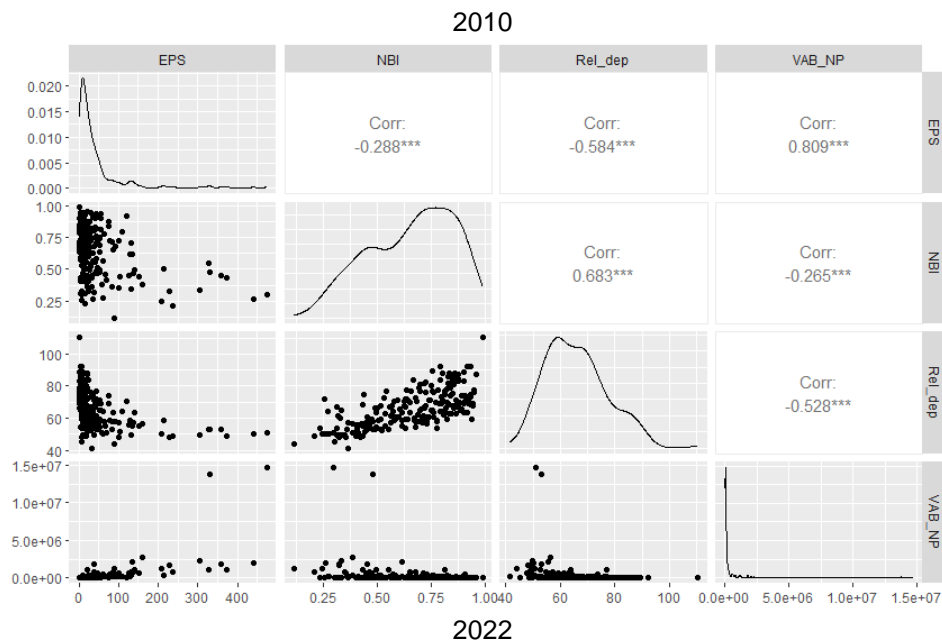 2010
EPS NBI Rel_dep VAB_NP
0.020
0.015
0.010
0.005
0.000
Corr:
-0.288***
Corr:
-0.584***
Corr:
0.809***
EPS
1.00
0.75
0.50
0.25
Corr:
0.683***
Corr:
-0.265***
NBI
100
80
60
40
Corr:
-0.528***
Rel_dep
1.5e+07
1.0e+07
5.0e+06
0.0e+00
VAB_NP
0 100 200 300 400 0.25 0.50 0.75 1.00 40 60 80 100 0.0e+00 5.0e+06 1.0e+07 1.5e+07
2022